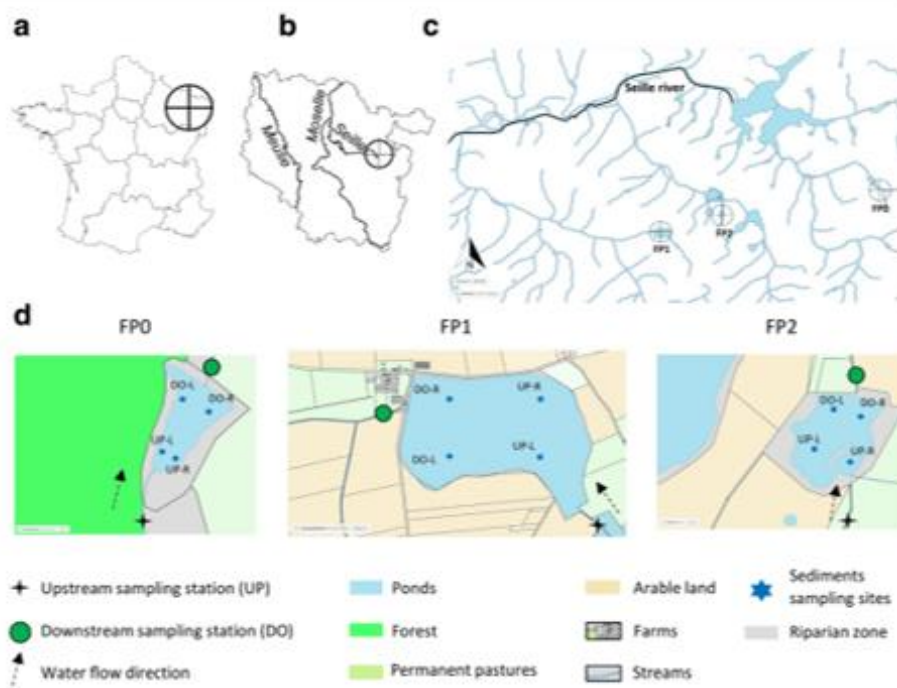 a
b
c
Meuse
Moselle
Seille
Seille river
FP0
FP2
FP1
N
d
FP0
FP1
FP2
DO-L
DO-R
UP-L
UP-R
DO-R
UP-R
DO-L
UP-L
DO-L
DO-R
UP-L
UP-R
Upstream sampling station (UP)
Ponds
Arable land
Sediments
sampling sites
Downstream sampling station (DO)
Forest
Farms
Riparian zone
Water flow direction
Permanent pastures
Streams